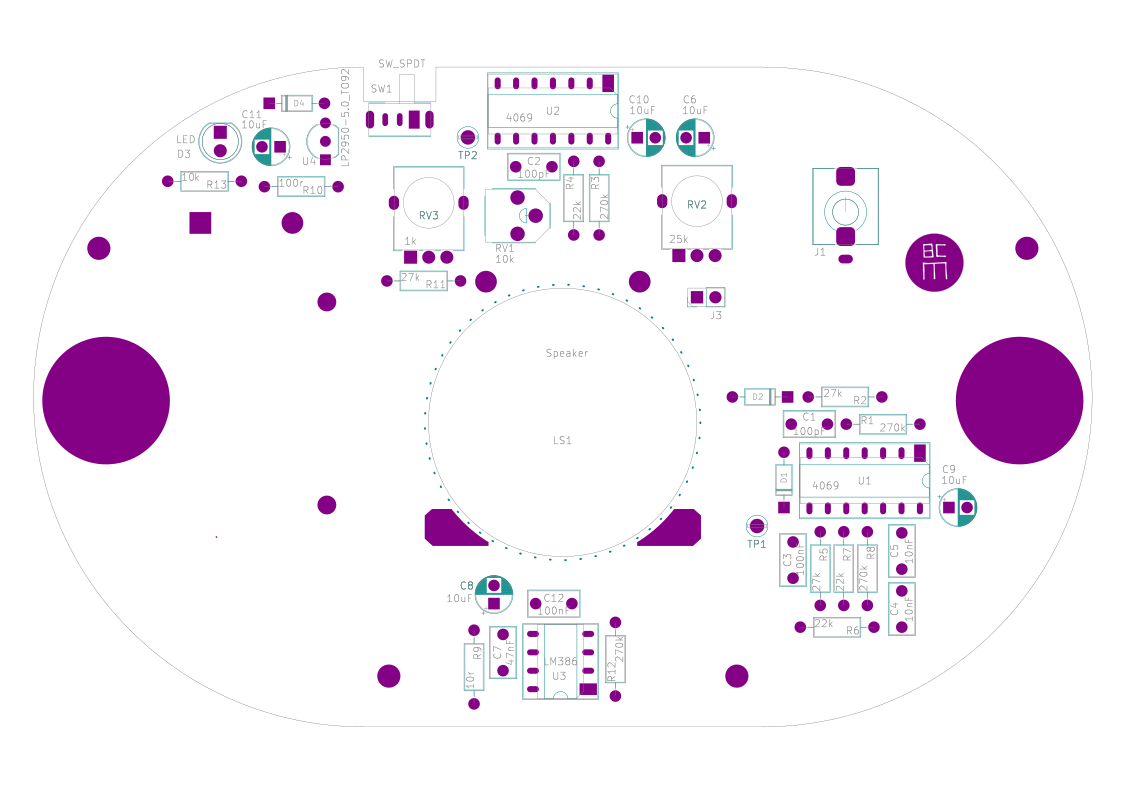 SW_SPDT
SW1
D4
C11
10uF
LED
D3
U4
LP2950-5.0_TO92
10k
R13
100r
R10
U2
4069
TP2
C2
100pF
R4
22k
R3
270k
C10
10uF
C6
10uF
RV3
1k
RV1
10k
RV2
25k
J1
BC
m
27k
R11
J3
Speaker
LS1
D2
27k
R2
C1
100pF
R1
270k
D1
U1
4069
C9
10uF
TP1
C3
100nF
R5
27k
R7
22k
R8
270k
C5
10nF
C4
10nF
22k
R6
C8
10uF
C12
100nF
R9
10r
C7
47nF
LM386
U3
R12
270k